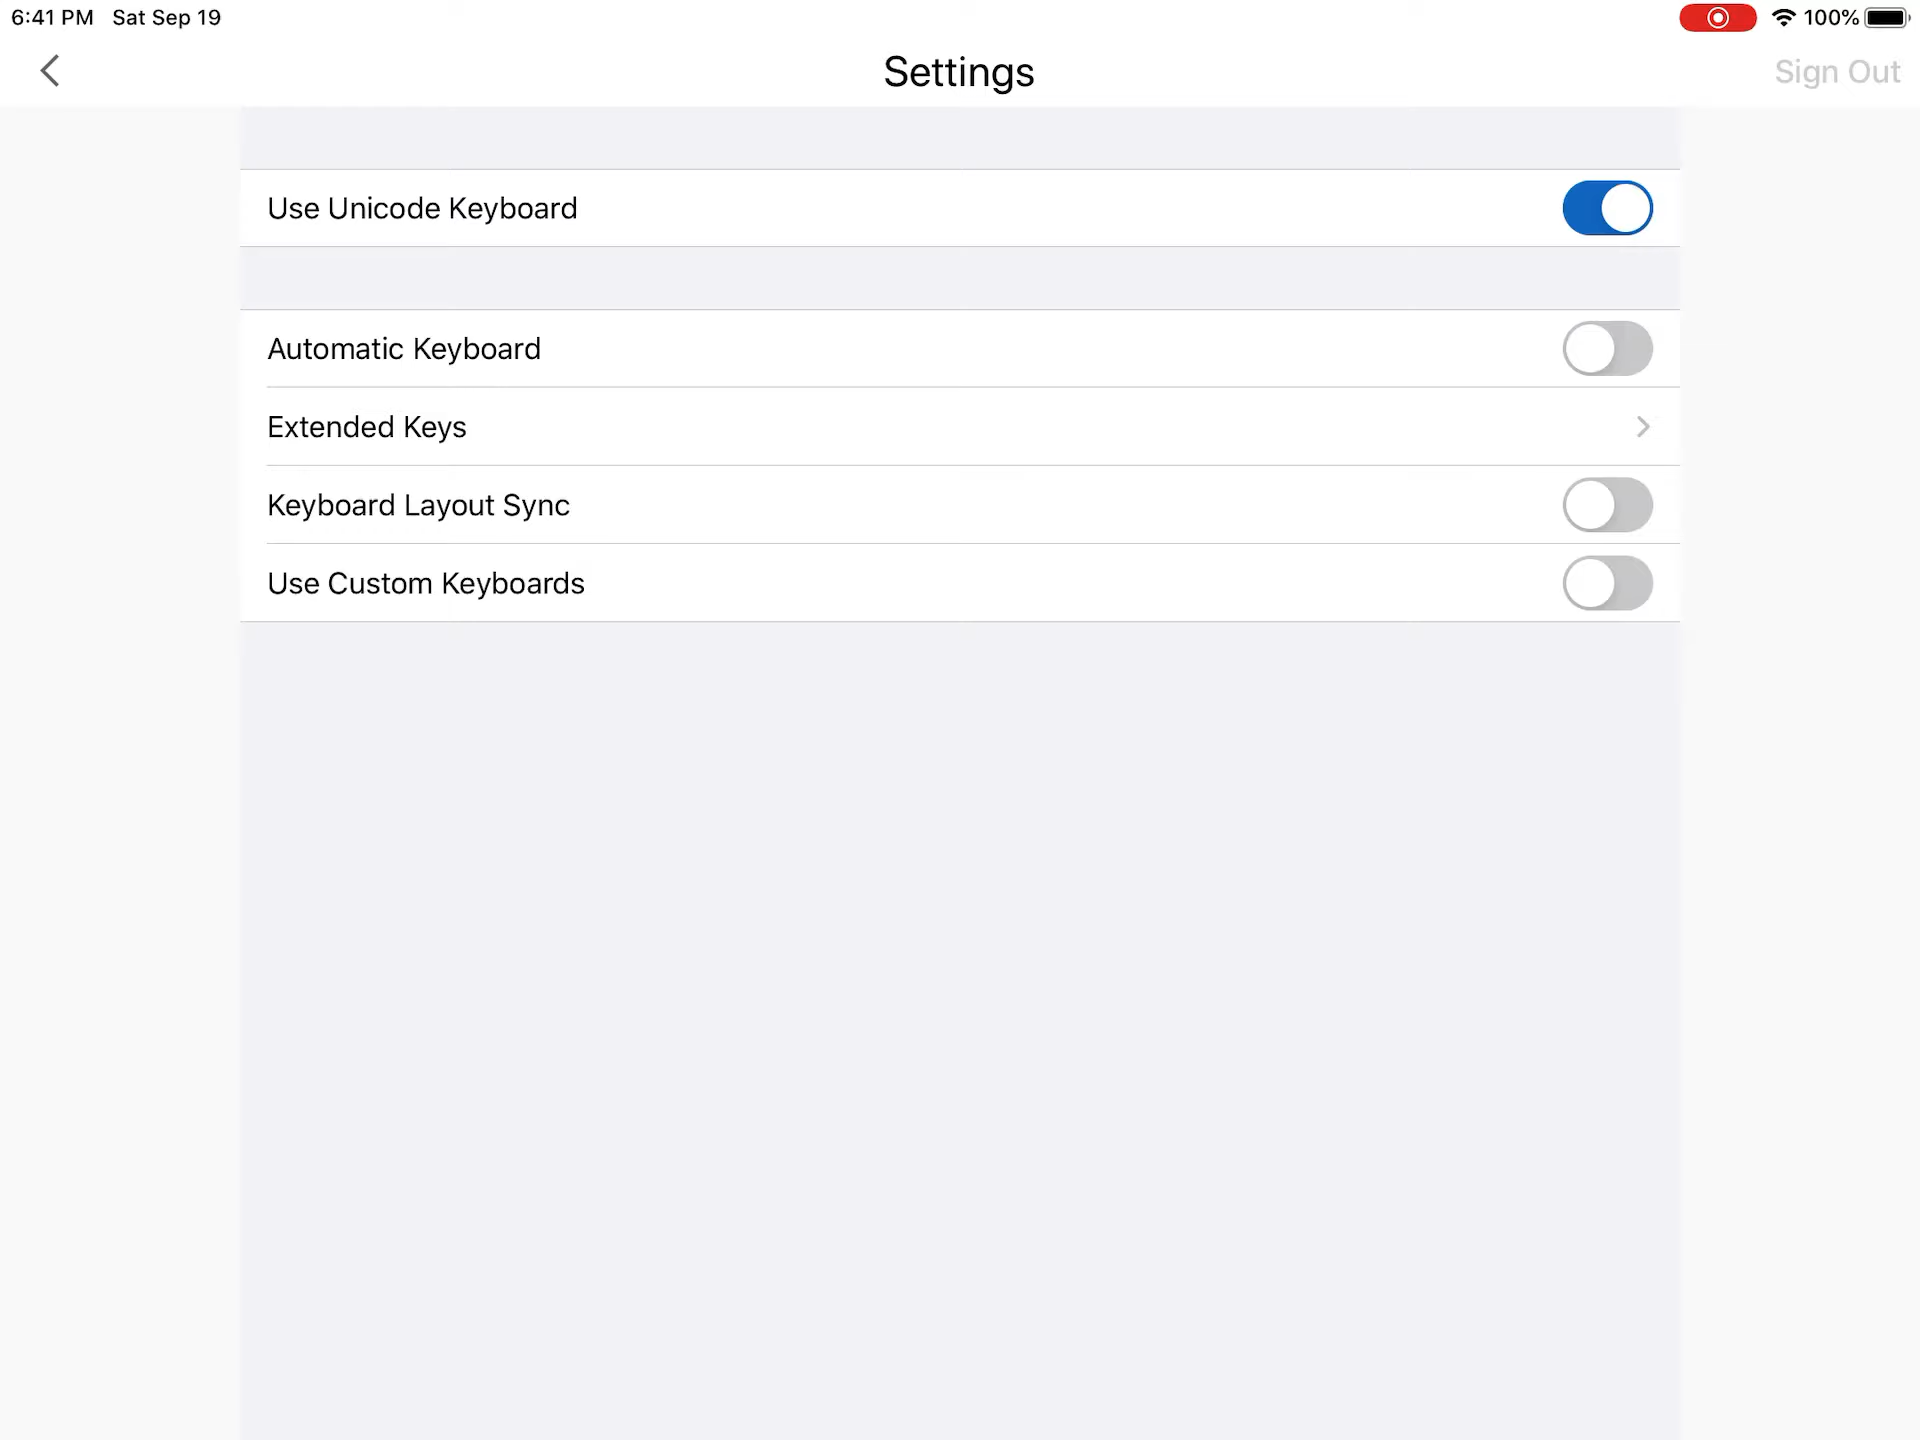 6:41 PM Sat Sep 19 100%
Settings
Sign Out
Use Unicode Keyboard
Automatic Keyboard
Extended Keys
Keyboard Layout Sync
Use Custom Keyboards